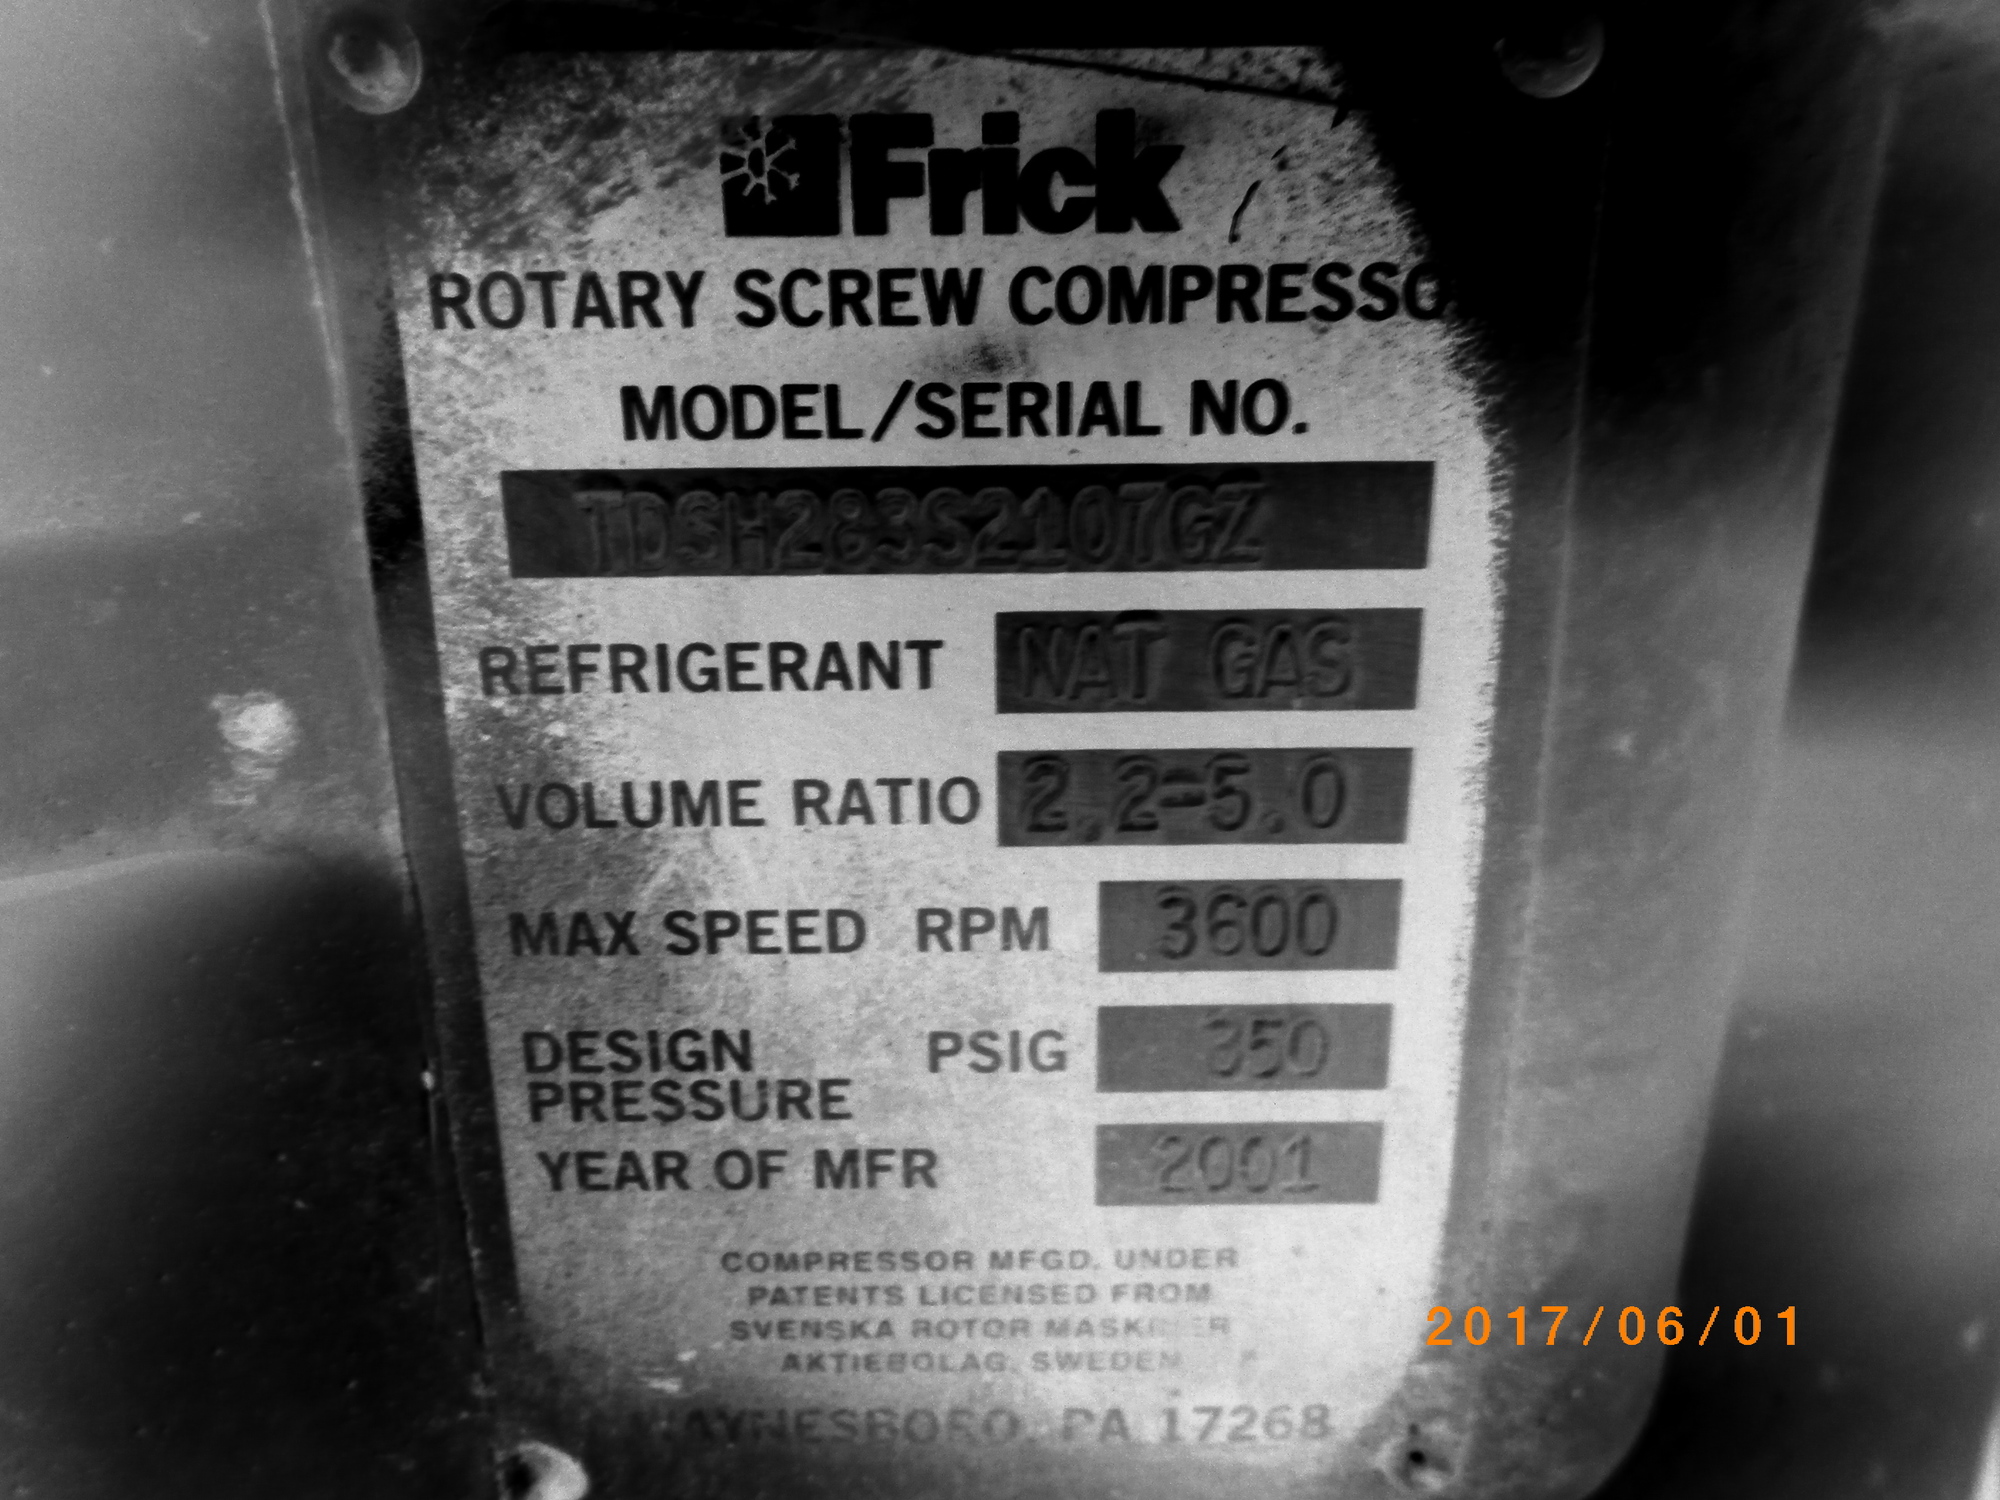 Frick
ROTARY SCREW COMPRESSO
MODEL/SERIAL NO.
TDSH283S2107GZ
REFRIGERANT NAT GAS
VOLUME RATIO 2.2-5.0
MAX SPEED RPM 3600
DESIGN PSIG 350
PRESSURE
YEAR OF MFR 2001
COMPRESSOR MFGD. UNDER
PATENTS LICENSED FROM
SVENSKA ROTOR
AKTIEBOLAG, SWEDEN
WAYNESBORO, PA 17268
2017/06/01